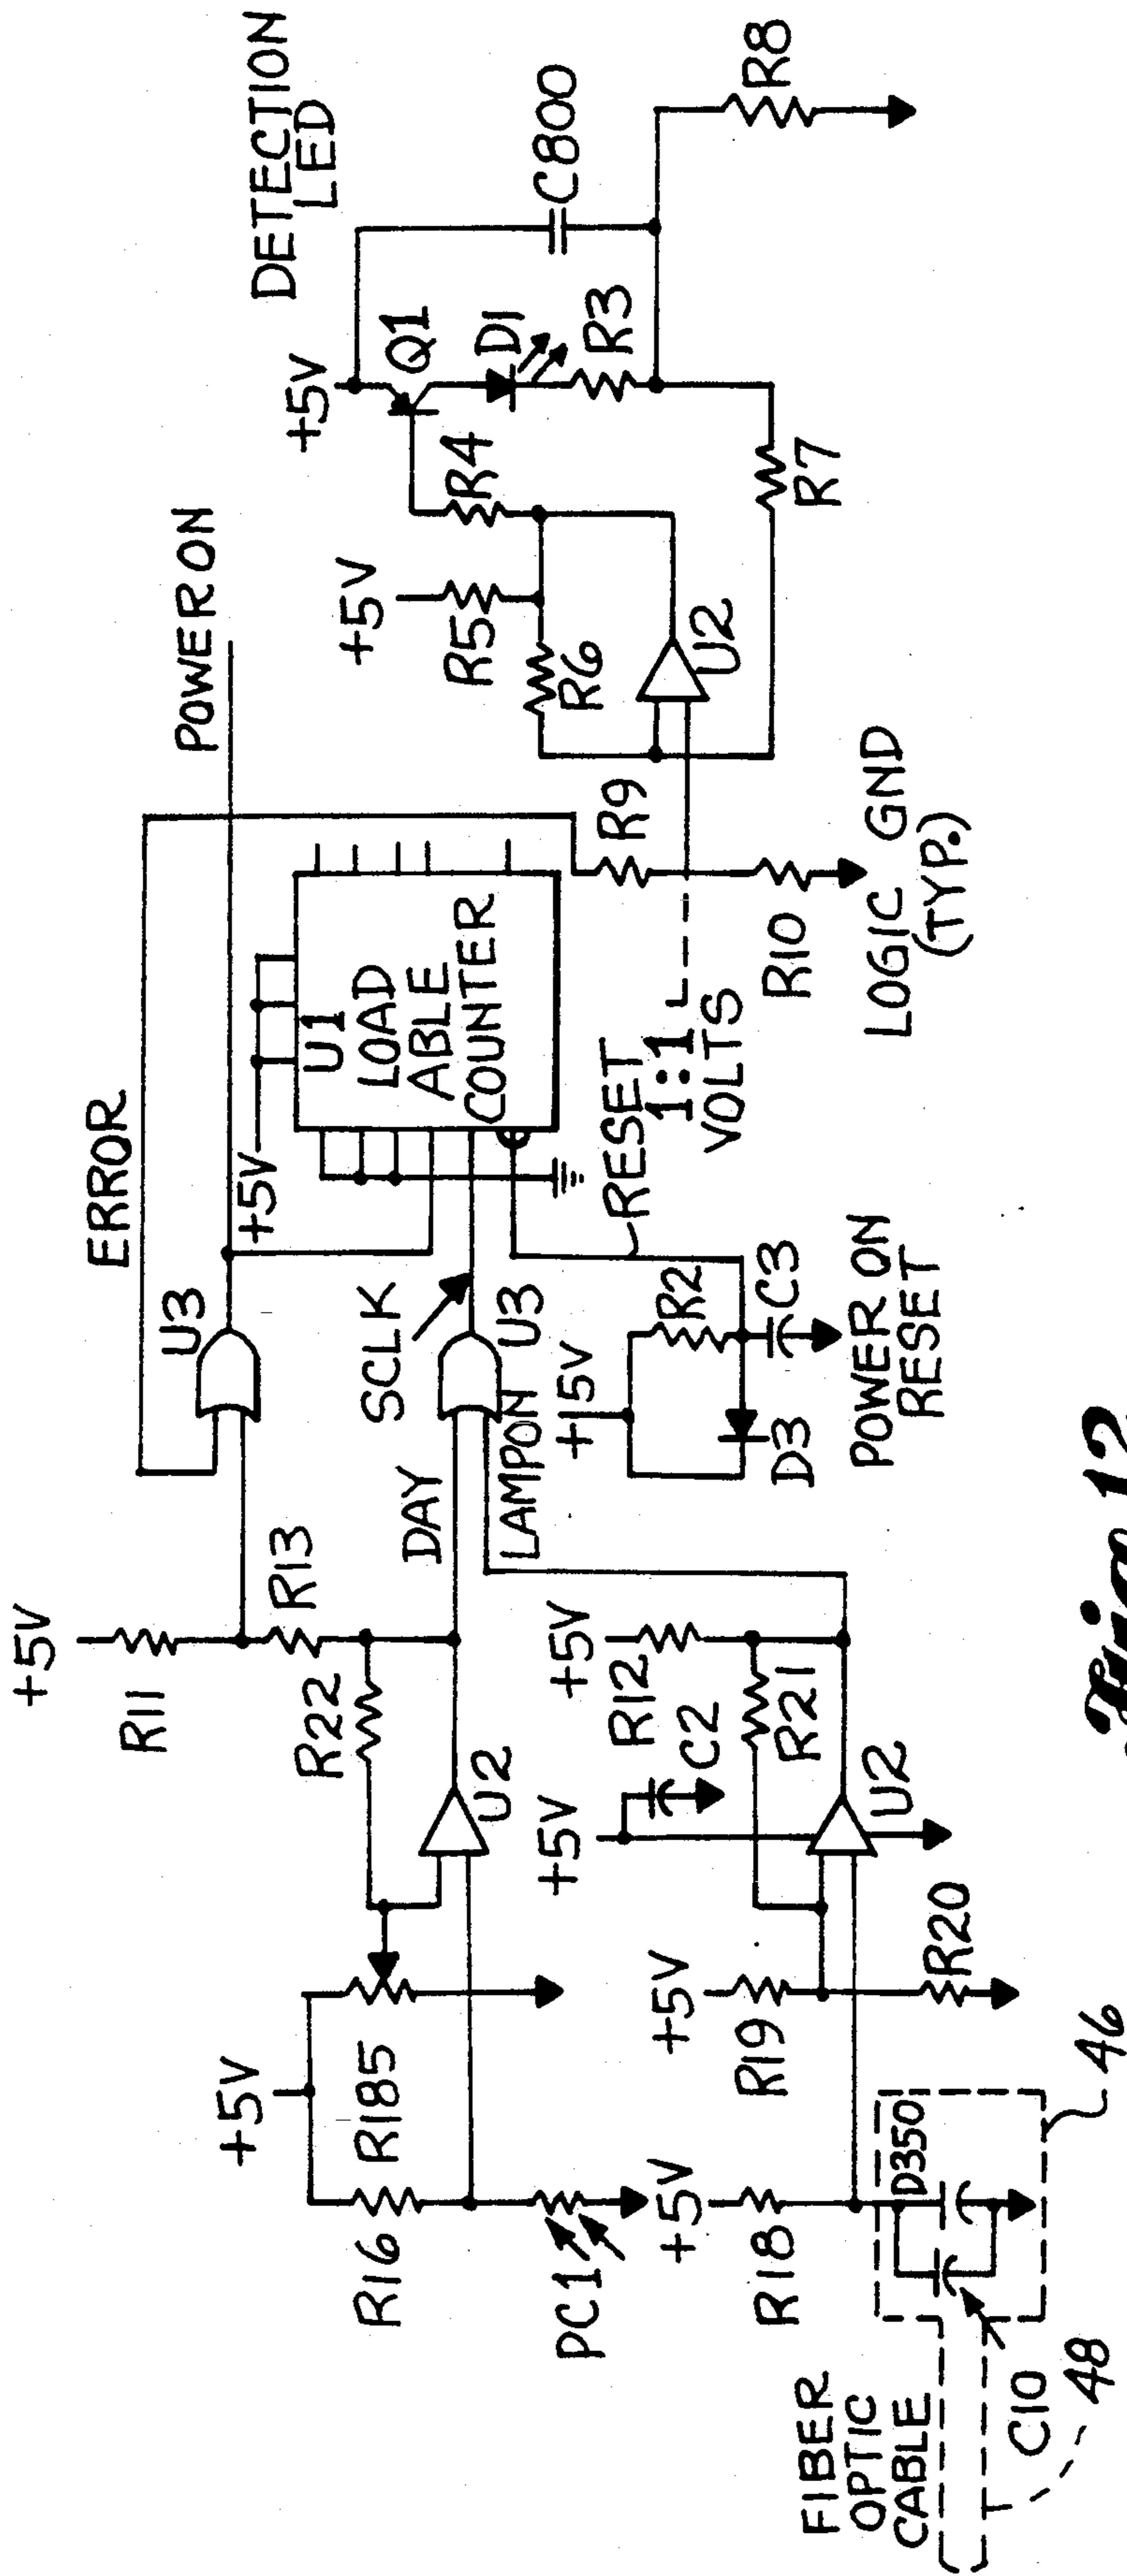 +5V
R11
R13
ERROR
U3
POWER ON
DETECTION
LED
+5V
R185
R16
R22
U2
DAY
SCLK
U3
LAMPON
+5V
U1
LOAD
ABLE
COUNTER
+5V
R5
R6
R4
+5V
Q1
D1
R3
C800
R8
R7
U2
R9
R10
LOGIC GND
(TYP.)
1:1
VOLTS
RESET
+5V
R2
D3
C3
POWER ON
RESET
PC1
+5V
R18
+5V
R19
R20
+5V
C2
+5V
R12
R21
U2
D350
46
FIBER
OPTIC
CABLE
C10
48
Fig. 12